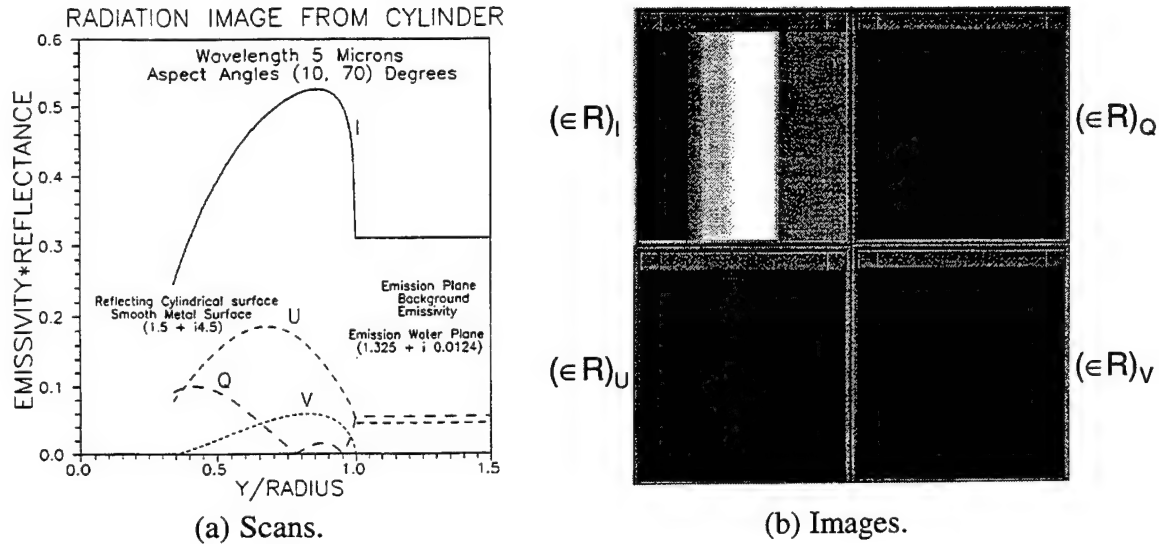 RADIATION IMAGE FROM CYLINDER
0.6
0.5
0.4
0.3
0.2
0.1
0.0
EMISSIVITY*REFLECTANCE
Wavelength 5 Microns
Aspect Angles (10, 70) Degrees
I
Reflecting Cylindrical surface
Smooth Metal Surface
(1.5 + i4.5)
Emission Plane
Background
Emissivity
Emission Water Plane
(1.325 + i 0.0124)
U
Q
V
0.0 0.5 1.0 1.5
Y/RADIUS
(a) Scans.
(∈R)I
(∈R)Q
(∈R)U
(∈R)V
(b) Images.